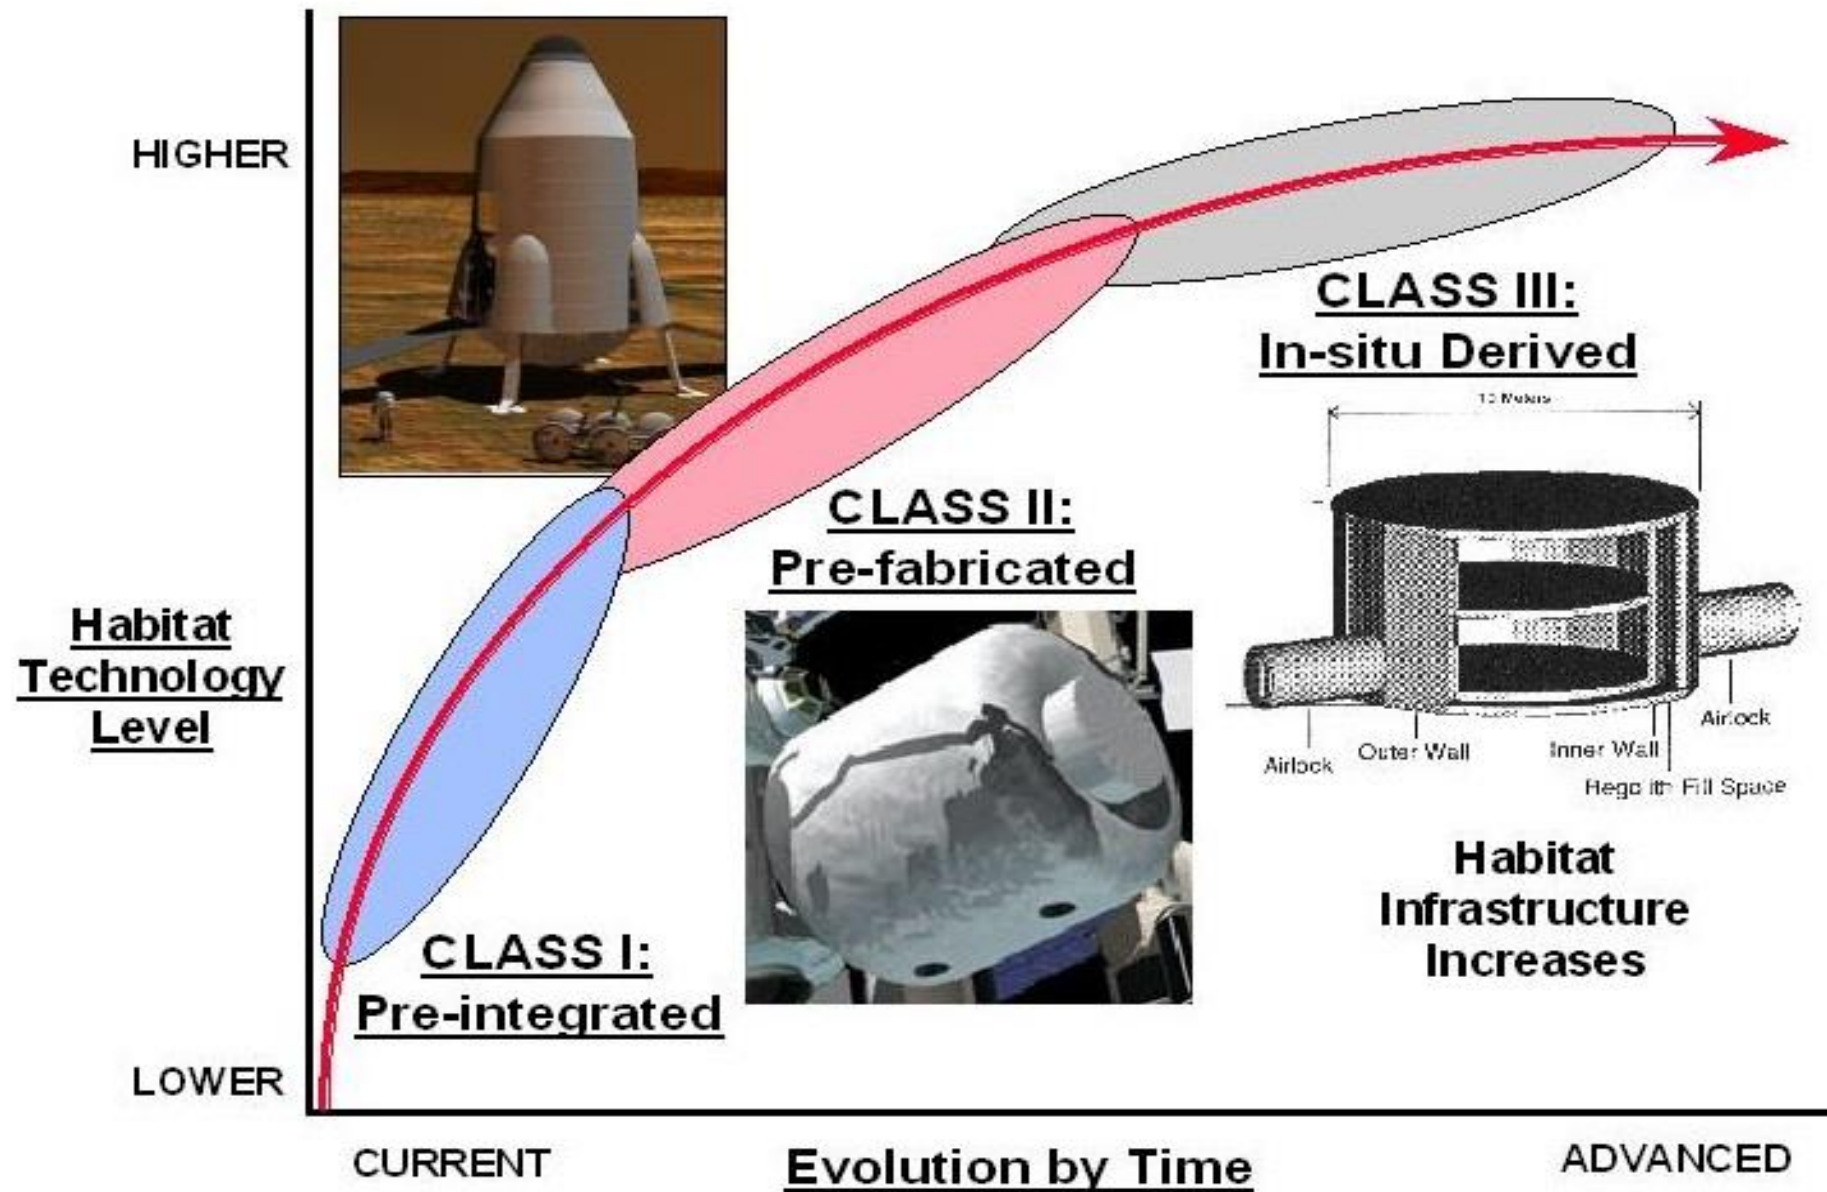 HIGHER
CLASS III:
In-situ Derived
Meters
CLASS II:
Pre-fabricated
Habitat
Technology
Level
Airlock
Outer Wall
Inner Wall
Airlock
Fill Space
Habitat
Infrastructure
Increases
CLASS I:
Pre-integrated
LOWER
CURRENT
Evolution by Time
ADVANCED